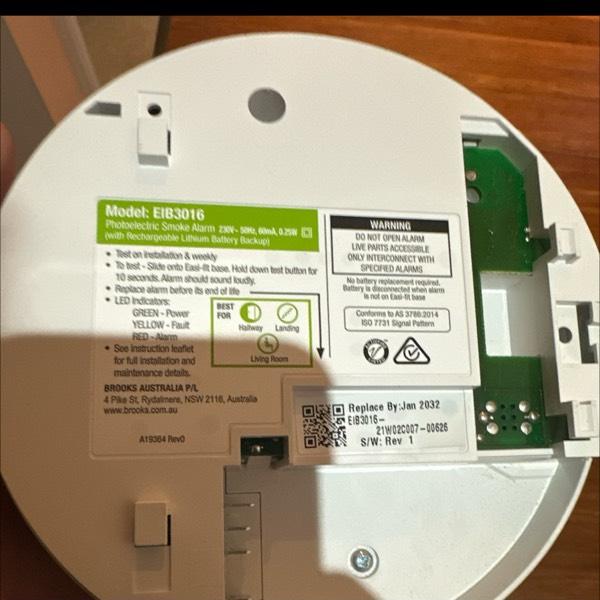 Model: EIB3016
Photoelectric Smoke Alarm 230V~ 50Hz, 60mA, 0.25W
(with Rechargeable Lithium Battery Backup)
• Test on installation & weekly
• To test - Slide onto Easi-fit base. Hold down test button for
10 seconds. Alarm should sound loudly.
• Replace alarm before its end of life
• LED Indicators:
GREEN - Power
YELLOW - Fault
RED - Alarm
• See instruction leaflet
for full installation and
maintenance details.
BEST
FOR
Hallway
Landing
Living Room
BROOKS AUSTRALIA P/L
4 Pike St, Rydalmere, NSW 2116, Australia
www.brooks.com.au
A19364 Rev0
WARNING
DO NOT OPEN ALARM
LIVE PARTS ACCESSIBLE
ONLY INTERCONNECT WITH
SPECIFIED ALARMS
No battery replacement required.
Battery is disconnected when alarm
is not on Easi-fit base
Conforms to AS 3786:2014
ISO 7731 Signal Pattern
Replace By:Jan 2032
EIB3016-
21W02C007-00626
S/W: Rev 1